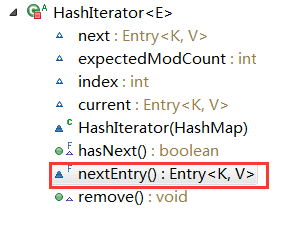 HashIterator<E>
next : Entry<K, V>
expectedModCount : int
index : int
current : Entry<K, V>
HashIterator(HashMap)
hasNext() : boolean
nextEntry() : Entry<K, V>
remove() : void